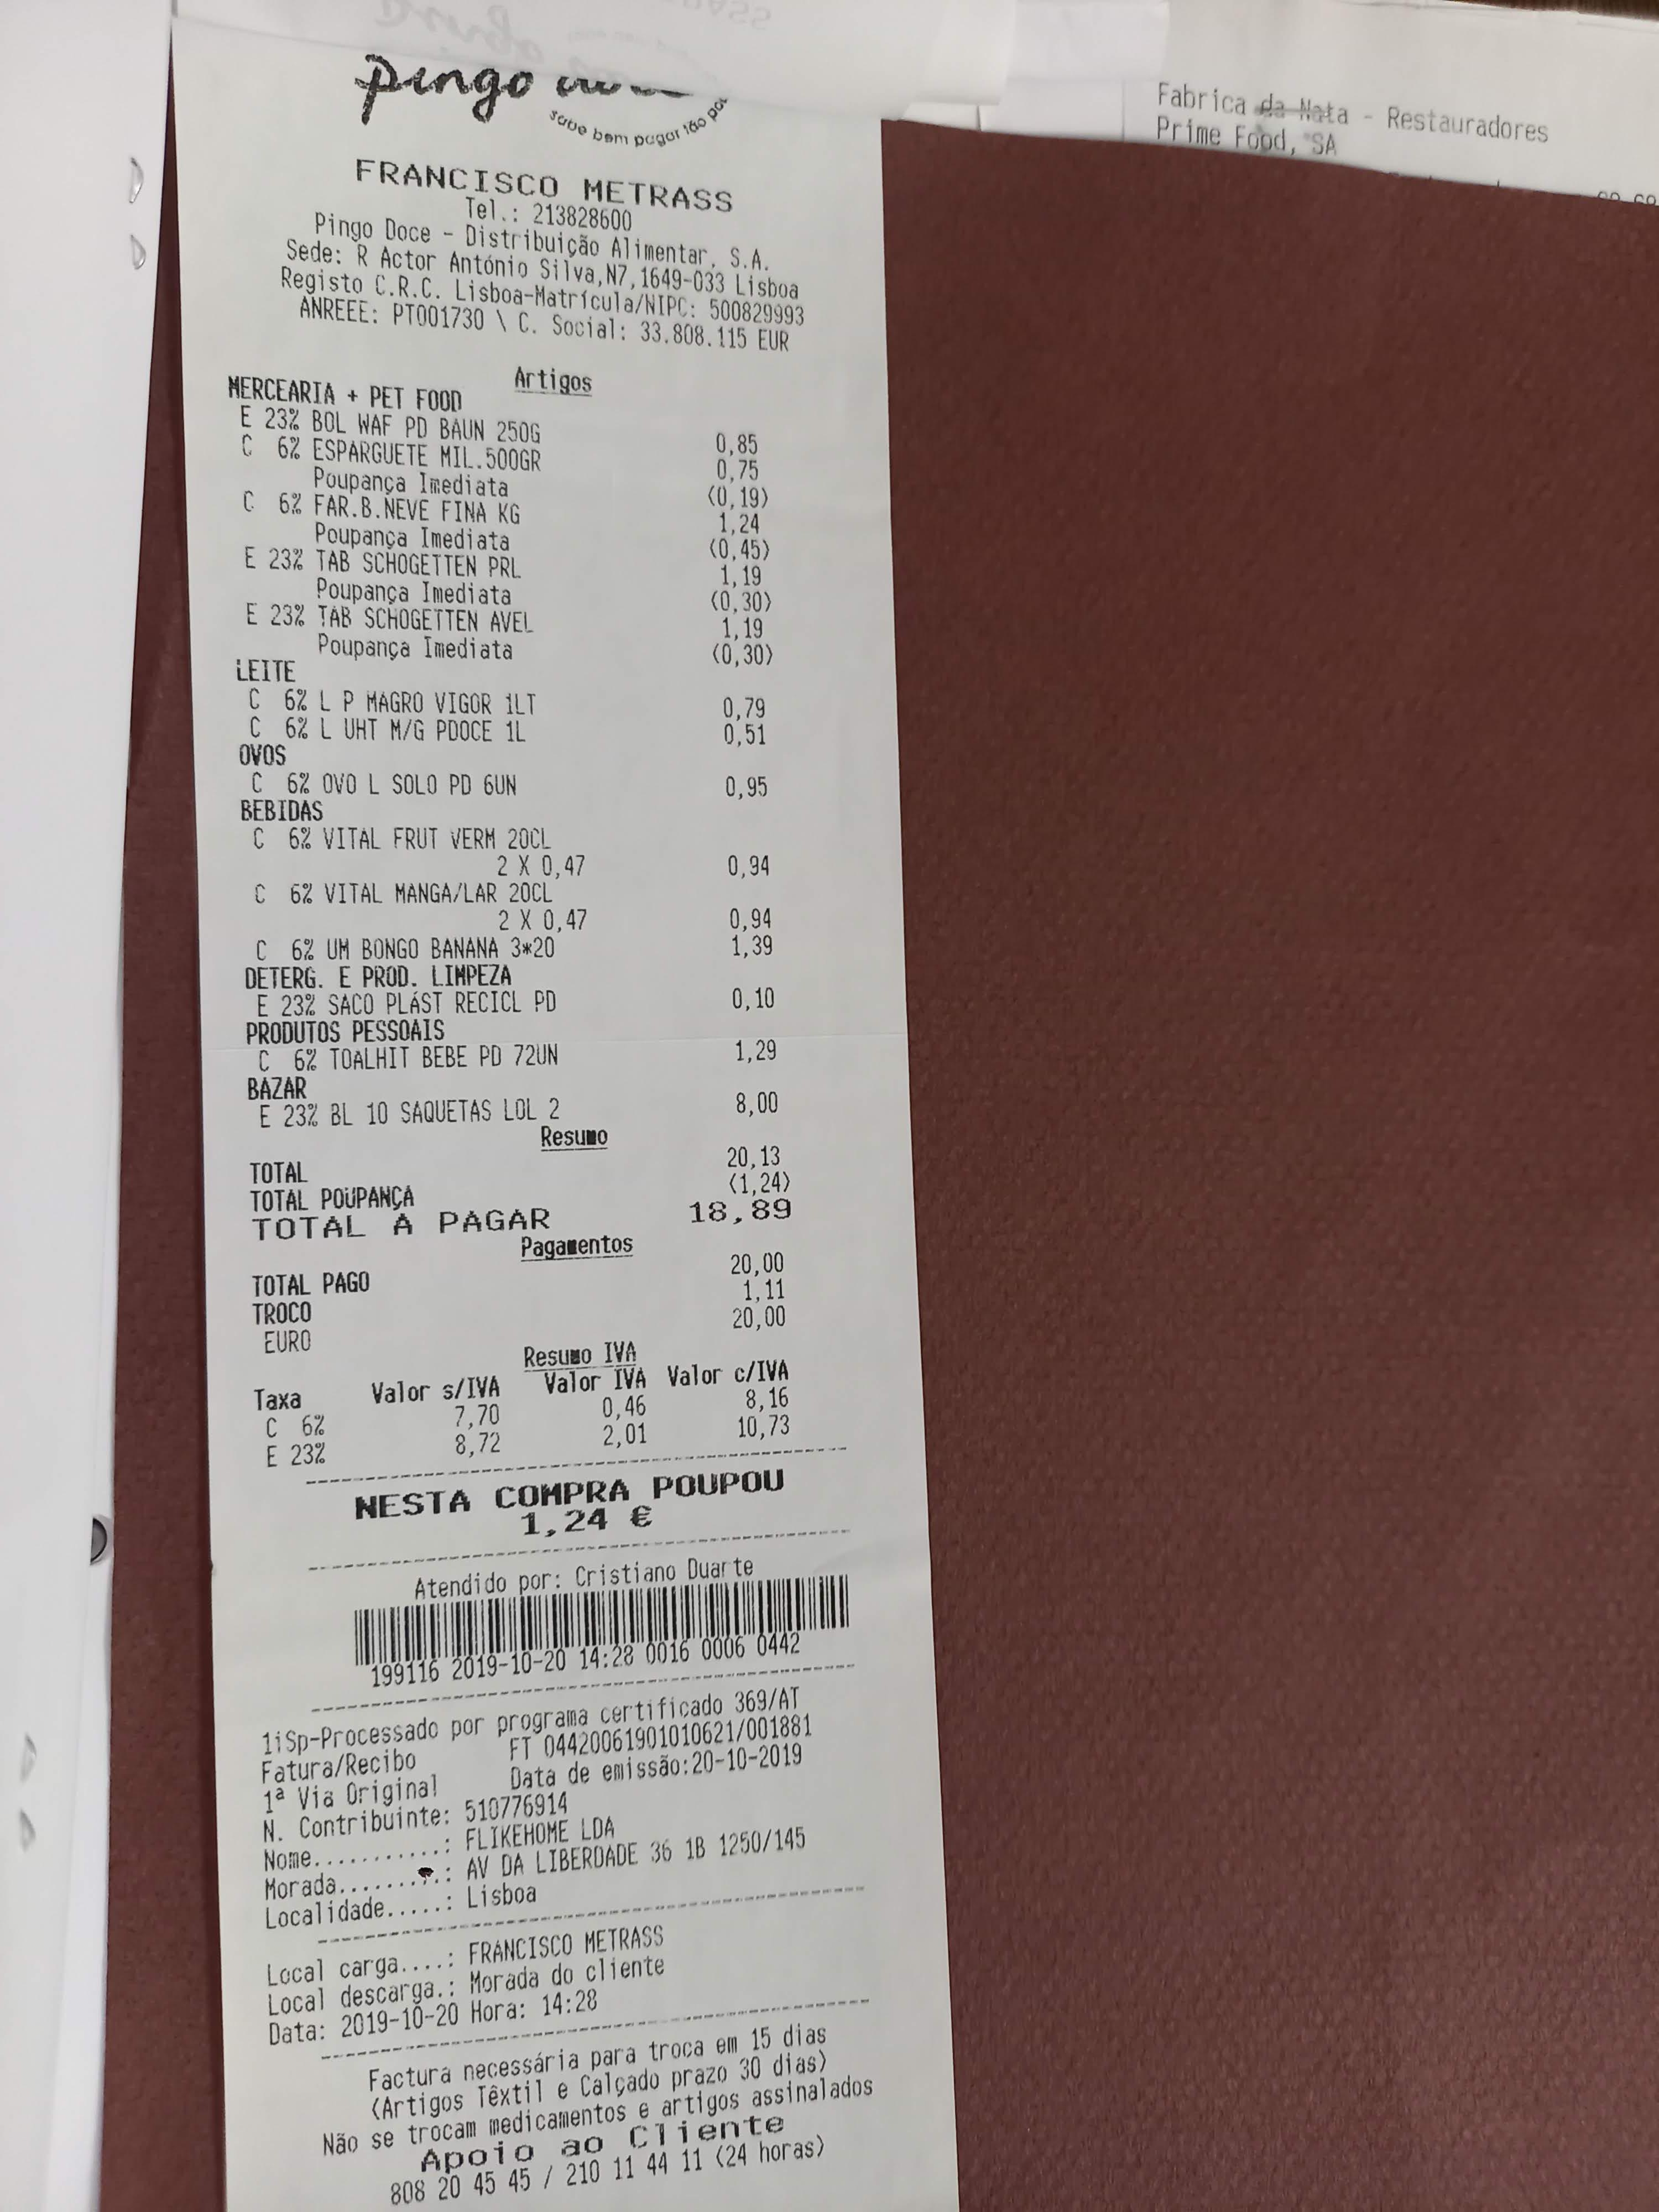 pingo
sabe bem pagar tão
Fabrica da Nata - Restauradores
Prime Food, SA
FRANCISCO METRASS
Tel.: 213828600
Pingo Doce - Distribuição Alimentar, S.A.
Sede: R Actor António Silva,N7,1649-033 Lisboa
Registo C.R.C. Lisboa-Matrícula/NIPC: 500829993
ANREEE: PT001730 \ C. Social: 33.808.115 EUR
Artigos
MERCEARIA + PET FOOD
E 23% BOL WAF PD BAUN 250G 0,85
C 6% ESPARGUETE MIL.500GR 0,75
Poupança Imediata (0,19)
C 6% FAR.B.NEVE FINA KG 1,24
Poupança Imediata (0,45)
E 23% TAB SCHOGETTEN PRL 1,19
Poupança Imediata (0,30)
E 23% TAB SCHOGETTEN AVEL 1,19
Poupança Imediata (0,30)
LEITE
C 6% L P MAGRO VIGOR 1LT 0,79
C 6% L UHT M/G PDOCE 1L 0,51
OVOS
C 6% OVO L SOLO PD 6UN 0,95
BEBIDAS
C 6% VITAL FRUT VERM 20CL
2 X 0,47 0,94
C 6% VITAL MANGA/LAR 20CL
2 X 0,47 0,94
C 6% UM BONGO BANANA 3*20 1,39
DETERG. E PROD. LIMPEZA
E 23% SACO PLÁST RECICL PD 0,10
PRODUTOS PESSOAIS
C 6% TOALHIT BEBE PD 72UN 1,29
BAZAR
E 23% BL 10 SAQUETAS LOL 2 8,00
Resumo
TOTAL 20,13
TOTAL POUPANÇA (1,24)
TOTAL A PAGAR 18,89
Pagamentos
TOTAL PAGO 20,00
TROCO 1,11
EURO 20,00
Resumo IVA
Taxa Valor s/IVA Valor IVA Valor c/IVA
C 6% 7,70 0,46 8,16
E 23% 8,72 2,01 10,73
NESTA COMPRA POUPOU
1,24 €
Atendido por: Cristiano Duarte
199116 2019-10-20 14:28 0016 0006 0442
1iSp-Processado por programa certificado 369/AT
Fatura/Recibo FT 04420061901010621/001881
1ª Via Original Data de emissão:20-10-2019
N. Contribuinte: 510776914
Nome...........: FLIKEHOME LDA
Morada.........: AV DA LIBERDADE 36 1B 1250/145
Localidade.....: Lisboa
Local carga....: FRANCISCO METRASS
Local descarga.: Morada do cliente
Data: 2019-10-20 Hora: 14:28
Factura necessária para troca em 15 dias
(Artigos Têxtil e Calçado prazo 30 dias)
Não se trocam medicamentos e artigos assinalados
Apoio ao Cliente
808 20 45 45 / 210 11 44 11 (24 horas)